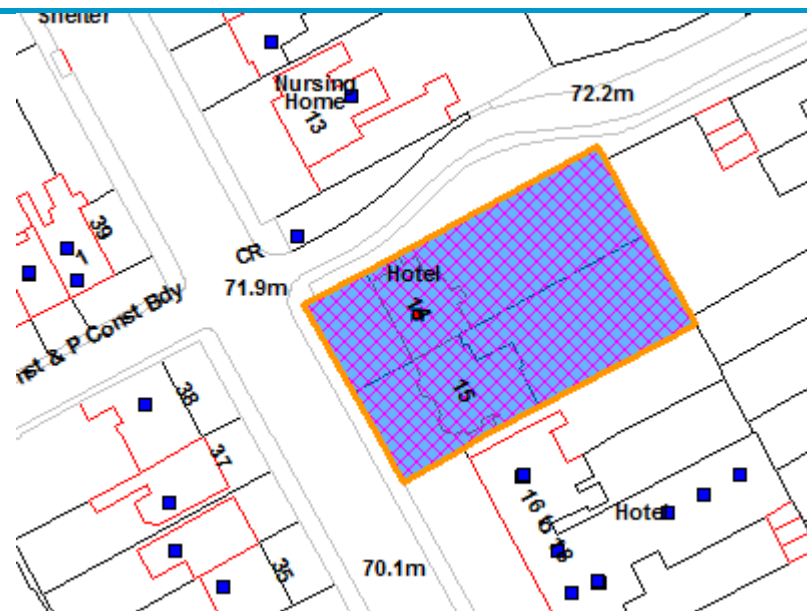 Shelter
Nursing
Home
13
72.2m
39
1
CR
71.9m
Hotel
14
nst & P Const Bdy
15
38
37
16 to 18
Hotel
35
70.1m